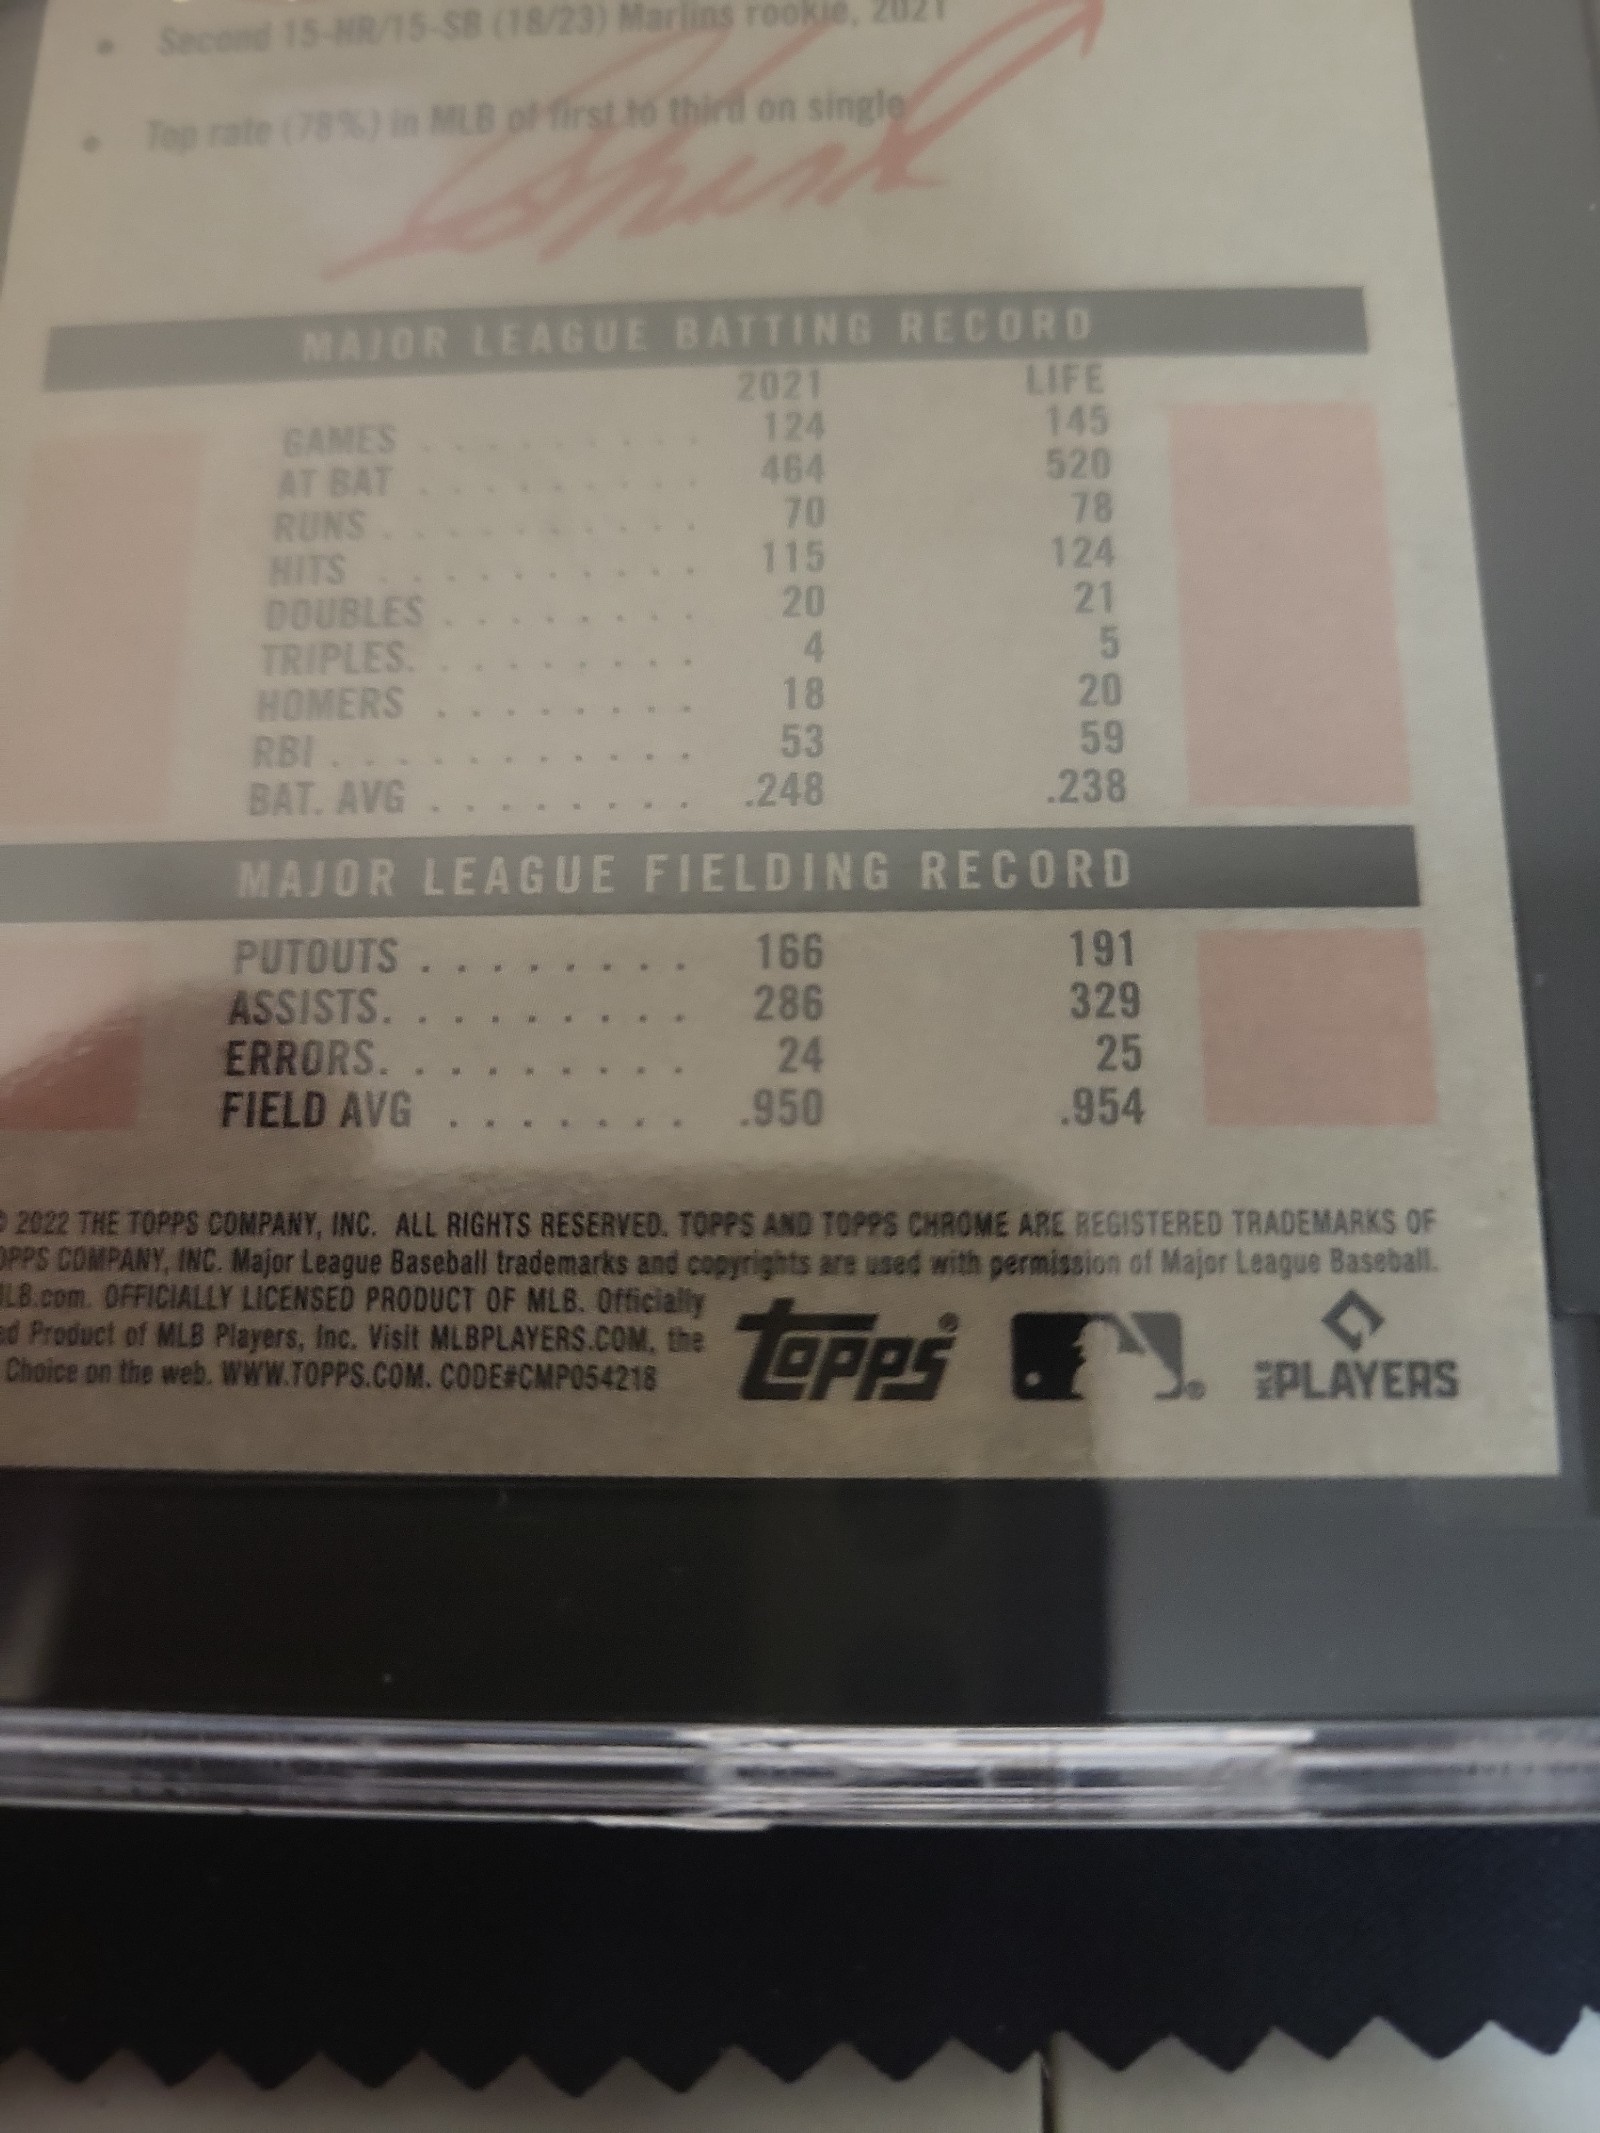 • Second 15-HR/15-SB (18/23) Marlins rookie, 2021
• Top rate (78%) in MLB of first to third on single
MAJOR LEAGUE BATTING RECORD
2021 LIFE
GAMES . . . . . . . . . 124 145
AT BAT . . . . . . . . . 464 520
RUNS . . . . . . . . . . 70 78
HITS . . . . . . . . . . 115 124
DOUBLES . . . . . . . . 20 21
TRIPLES. . . . . . . . . 4 5
HOMERS . . . . . . . . 18 20
RBI . . . . . . . . . . . 53 59
BAT. AVG . . . . . . . . .248 .238
MAJOR LEAGUE FIELDING RECORD
PUTOUTS . . . . . . . . 166 191
ASSISTS. . . . . . . . . 286 329
ERRORS. . . . . . . . . 24 25
FIELD AVG . . . . . . . .950 .954
© 2022 THE TOPPS COMPANY, INC. ALL RIGHTS RESERVED. TOPPS AND TOPPS CHROME ARE REGISTERED TRADEMARKS OF
OPPS COMPANY, INC. Major League Baseball trademarks and copyrights are used with permission of Major League Baseball.
LB.com. OFFICIALLY LICENSED PRODUCT OF MLB. Officially
ed Product of MLB Players, Inc. Visit MLBPLAYERS.COM, the
Choice on the web. WWW.TOPPS.COM. CODE#CMP054218
topps® ® MLB PLAYERS